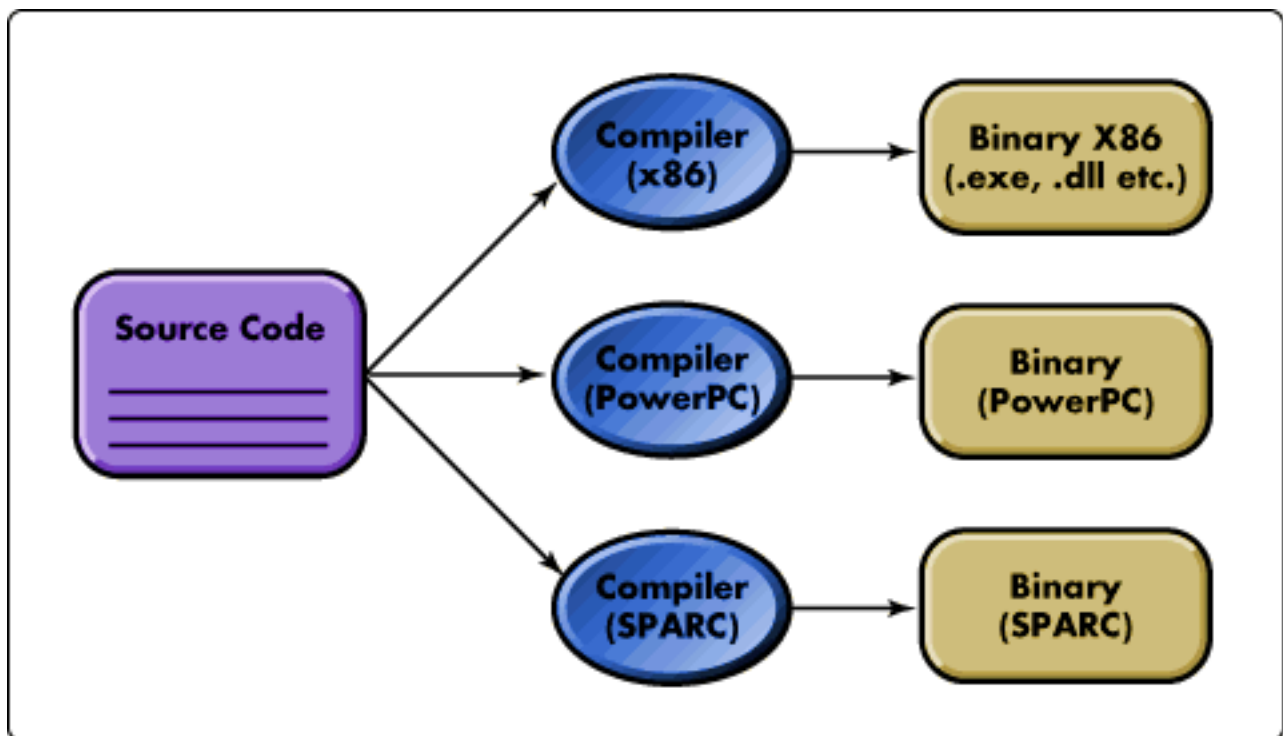 Source Code
Compiler
(x86)
Binary X86
(.exe, .dll etc.)
Compiler
(PowerPC)
Binary
(PowerPC)
Compiler
(SPARC)
Binary
(SPARC)